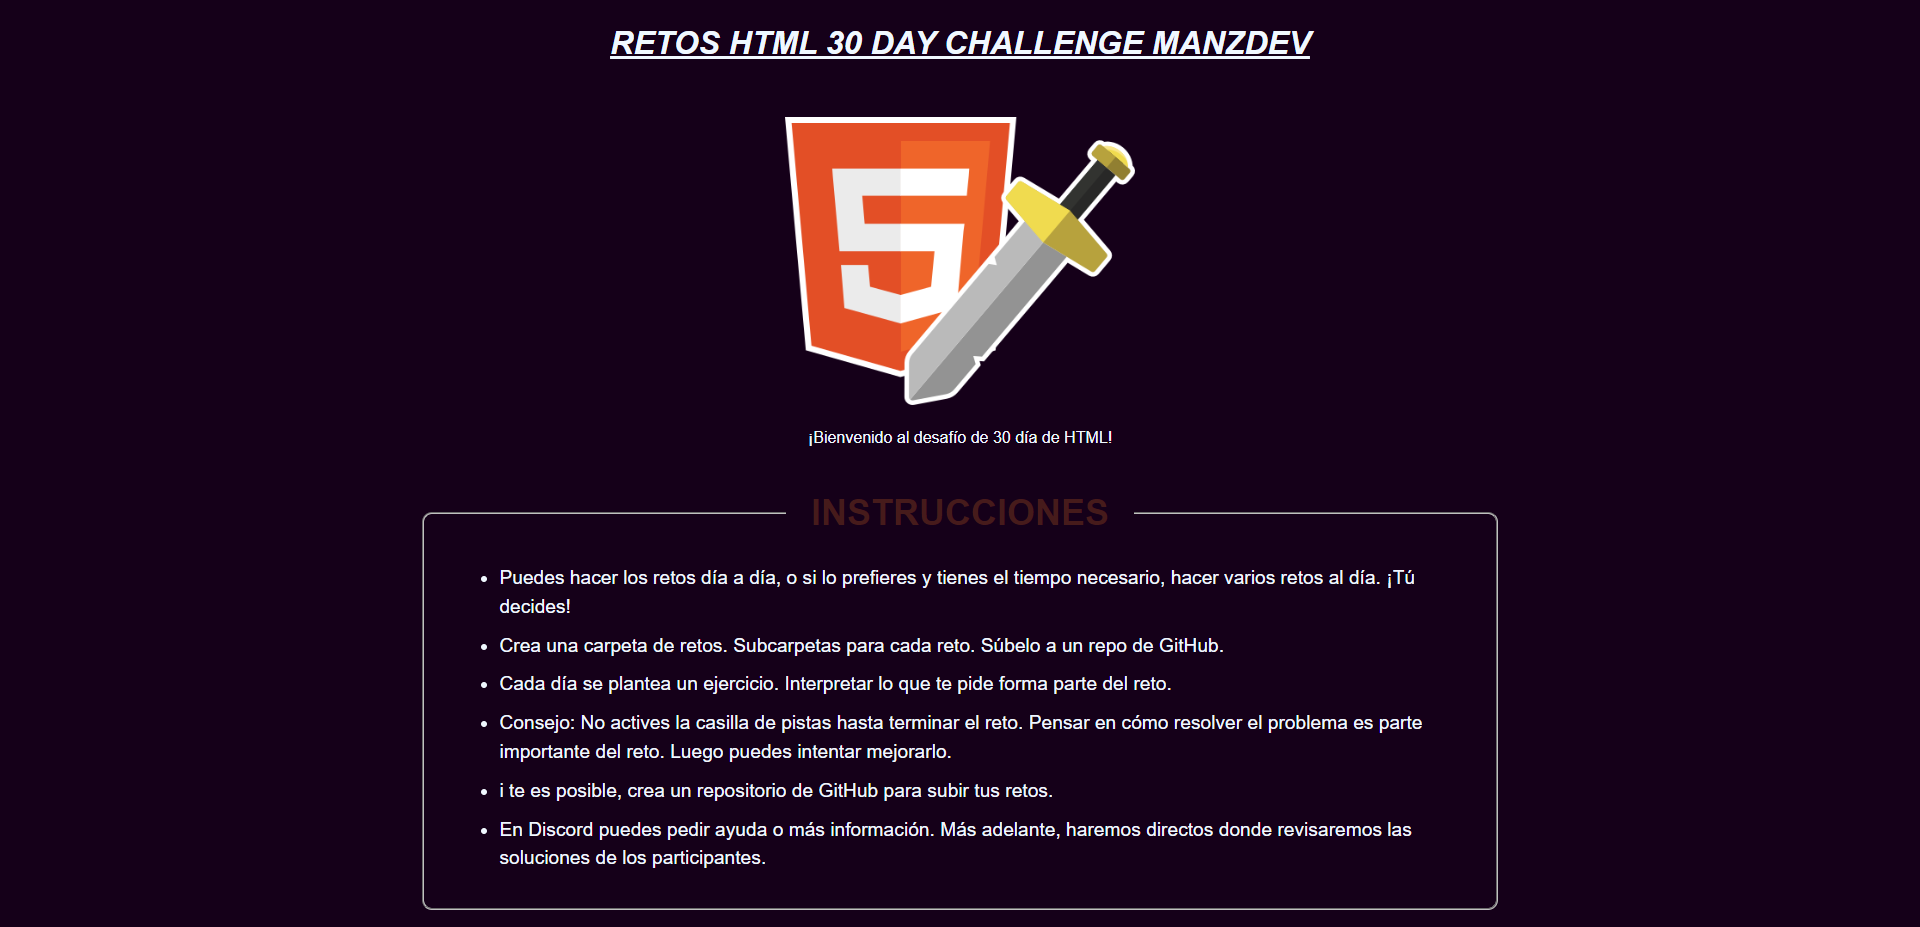 RETOS HTML 30 DAY CHALLENGE MANZDEV
¡Bienvenido al desafío de 30 día de HTML!
INSTRUCCIONES
Puedes hacer los retos día a día, o si lo prefieres y tienes el tiempo necesario, hacer varios retos al día. ¡Tú
decides!
Crea una carpeta de retos. Subcarpetas para cada reto. Súbelo a un repo de GitHub.
Cada día se plantea un ejercicio. Interpretar lo que te pide forma parte del reto.
Consejo: No actives la casilla de pistas hasta terminar el reto. Pensar en cómo resolver el problema es parte
importante del reto. Luego puedes intentar mejorarlo.
i te es posible, crea un repositorio de GitHub para subir tus retos.
En Discord puedes pedir ayuda o más información. Más adelante, haremos directos donde revisaremos las
soluciones de los participantes.